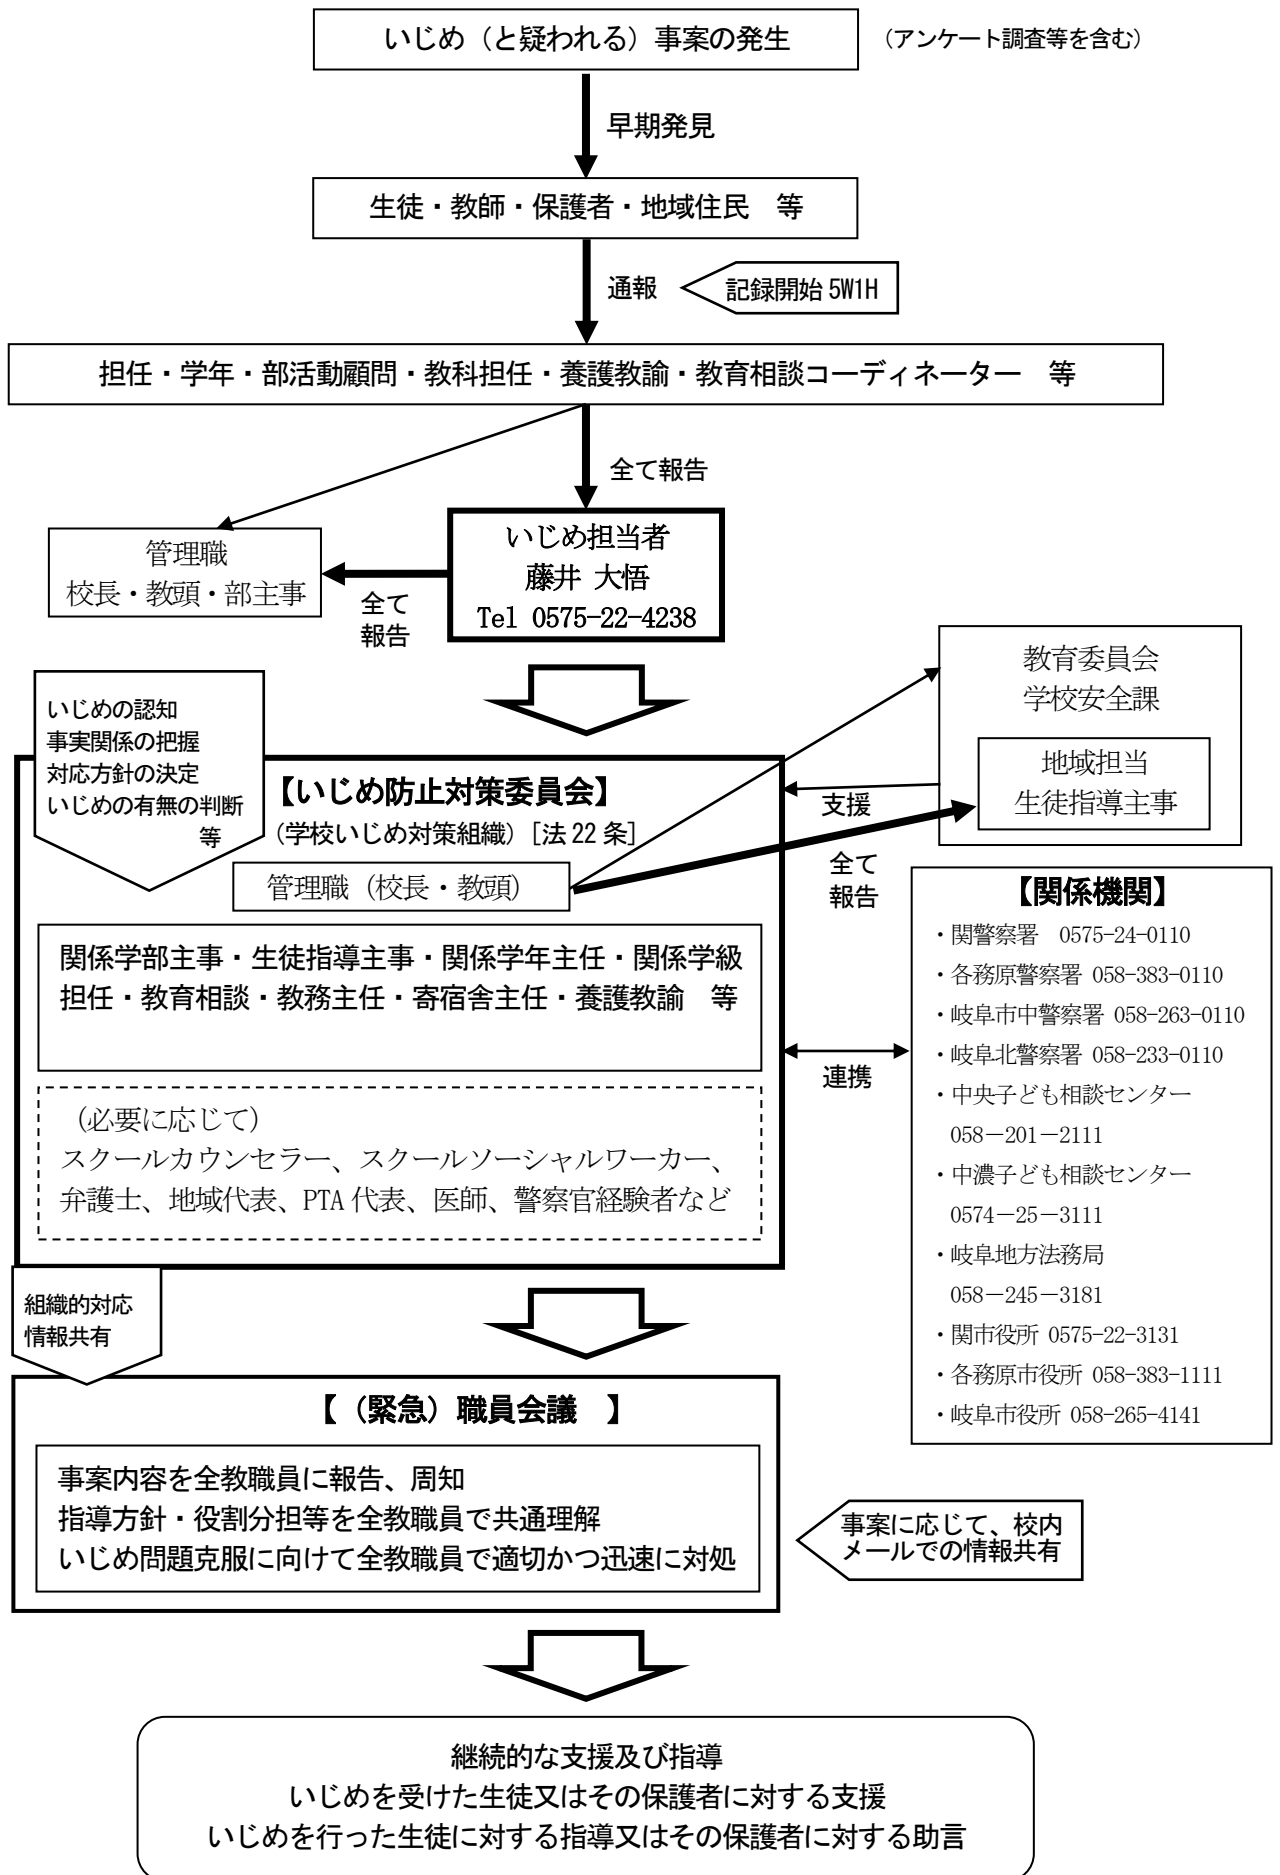 いじめ（と疑われる）事案の発生
（アンケート調査等を含む）
早期発見
生徒・教師・保護者・地域住民　等
通報
記録開始 5W1H
担任・学年・部活動顧問・教科担任・養護教諭・教育相談コーディネーター　等
全て報告
いじめ担当者
藤井 大悟
Tel 0575-22-4238
管理職
校長・教頭・部主事
全て
報告
教育委員会
学校安全課
地域担当
生徒指導主事
いじめの認知
事実関係の把握
対応方針の決定
いじめの有無の判断
等
【いじめ防止対策委員会】
（学校いじめ対策組織）［法 22 条］
管理職（校長・教頭）
支援
全て
報告
関係学部主事・生徒指導主事・関係学年主任・関係学級
担任・教育相談・教務主任・寄宿舎主任・養護教諭　等
（必要に応じて）
スクールカウンセラー、スクールソーシャルワーカー、
弁護士、地域代表、PTA 代表、医師、警察官経験者など
連携
【関係機関】
・関警察署　0575-24-0110
・各務原警察署 058-383-0110
・岐阜市中警察署 058-263-0110
・岐阜北警察署 058-233-0110
・中央子ども相談センター
058－201－2111
・中濃子ども相談センター
0574－25－3111
・岐阜地方法務局
058－245－3181
・関市役所 0575-22-3131
・各務原市役所 058-383-1111
・岐阜市役所 058-265-4141
組織的対応
情報共有
【（緊急）職員会議　】
事案内容を全教職員に報告、周知
指導方針・役割分担等を全教職員で共通理解
いじめ問題克服に向けて全教職員で適切かつ迅速に対処
事案に応じて、校内
メールでの情報共有
継続的な支援及び指導
いじめを受けた生徒又はその保護者に対する支援
いじめを行った生徒に対する指導又はその保護者に対する助言